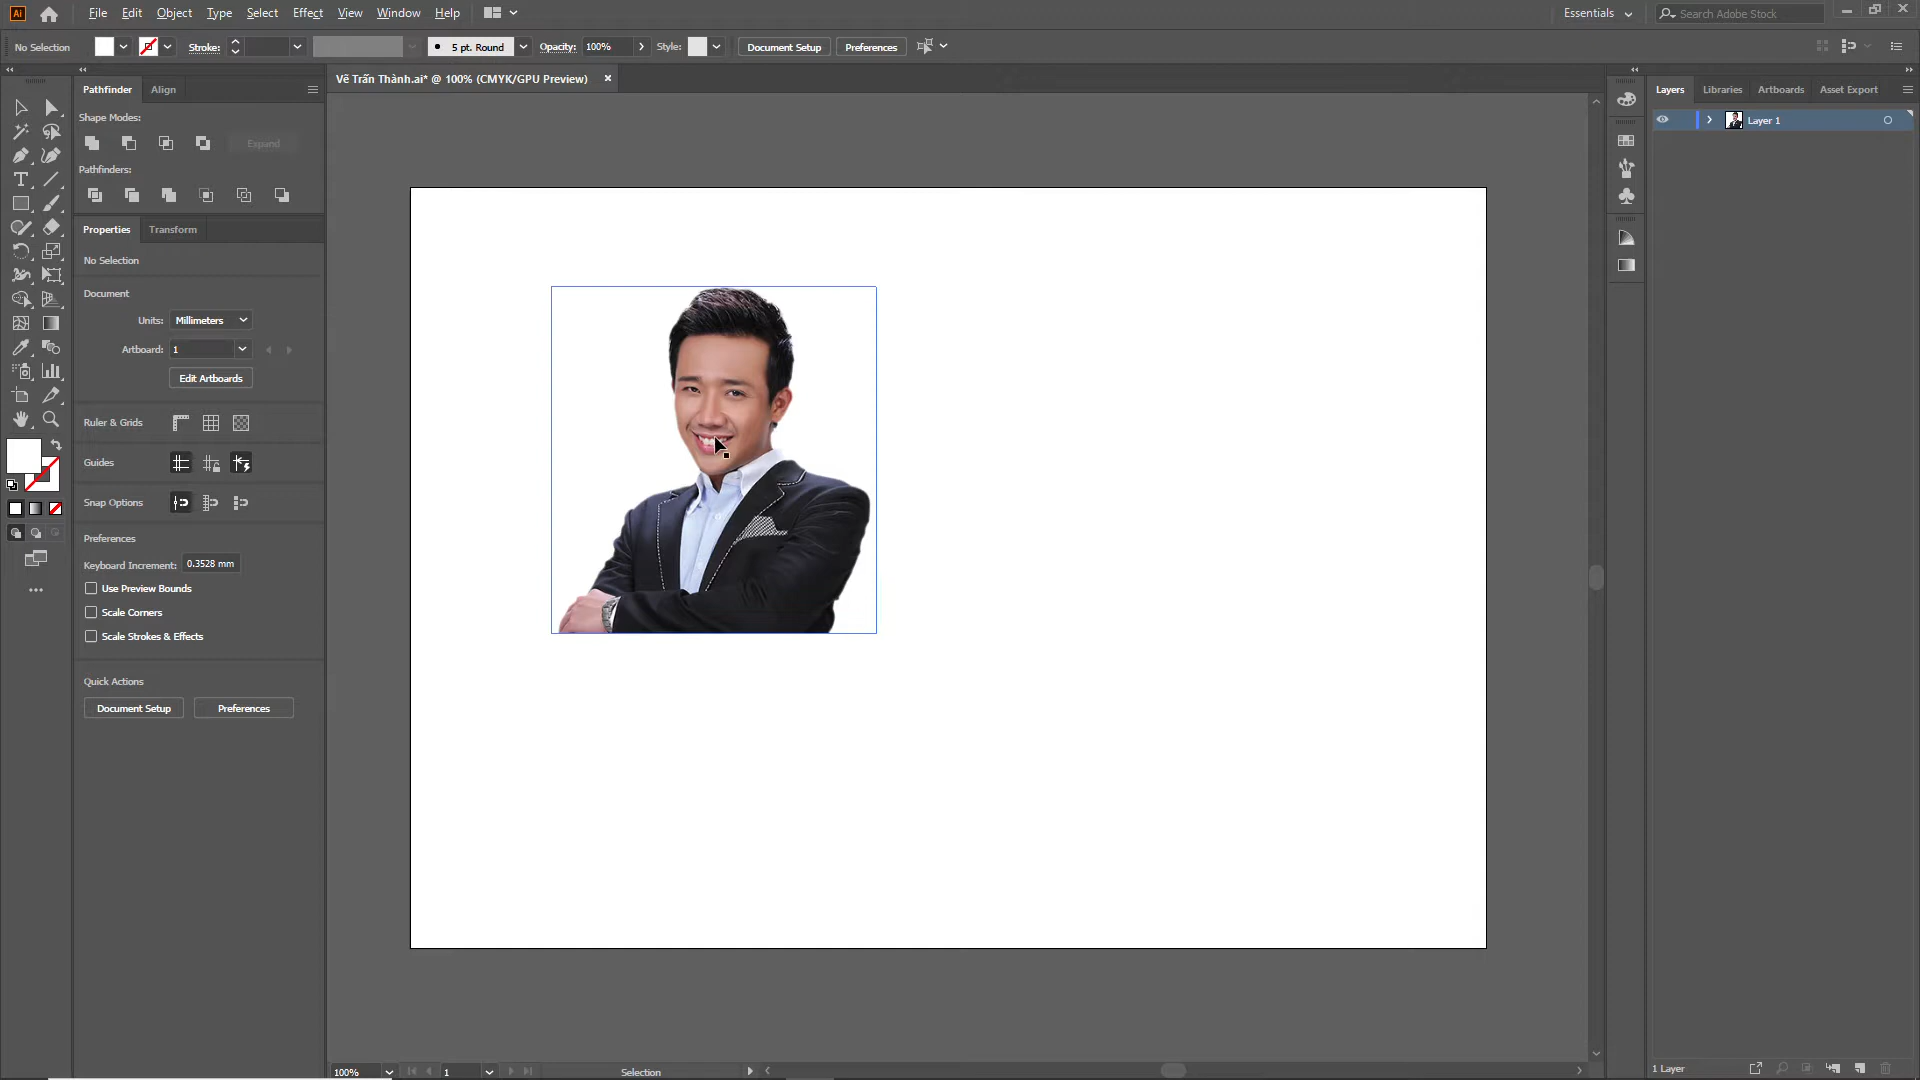 Ai File Edit Object Type Select Effect View Window Help Essentials Search Adobe Stock
No Selection Stroke: 5 pt. Round Opacity: 100% Style: Document Setup Preferences
Vẽ Trấn Thành.ai* @ 100% (CMYK/GPU Preview)
Pathfinder Align
Shape Modes:
Expand
Pathfinders:
Properties Transform
No Selection
Document
Units: Millimeters
Artboard: 1
Edit Artboards
Ruler & Grids
Guides
Snap Options
Preferences
Keyboard Increment: 0.3528 mm
Use Preview Bounds
Scale Corners
Scale Strokes & Effects
Quick Actions
Document Setup Preferences
T
Layers Libraries Artboards Asset Export
Layer 1
100% 1 Selection
1 Layer